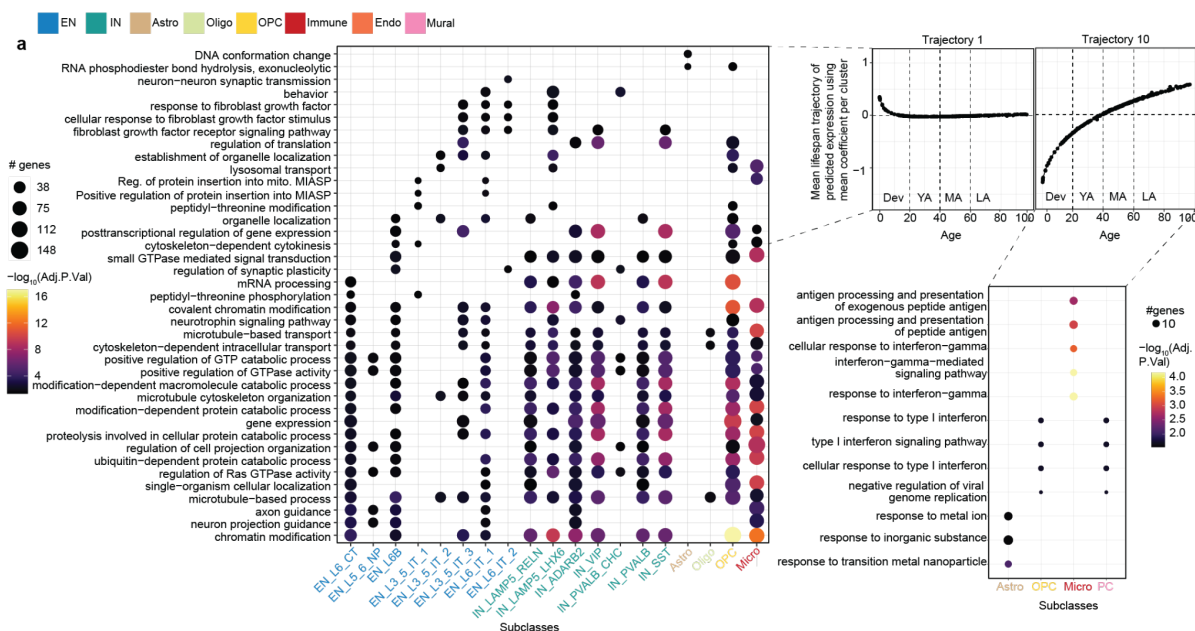 EN IN Astro Oligo OPC Immune Endo Mural
a
DNA conformation change
RNA phosphodiester bond hydrolysis, exonucleolytic
neuron−neuron synaptic transmission
behavior
response to fibroblast growth factor
cellular response to fibroblast growth factor stimulus
fibroblast growth factor receptor signaling pathway
regulation of translation
establishment of organelle localization
lysosomal transport
Reg. of protein insertion into mito. MIASP
Positive regulation of protein insertion into MIASP
peptidyl−threonine modification
organelle localization
posttranscriptional regulation of gene expression
cytoskeleton−dependent cytokinesis
small GTPase mediated signal transduction
regulation of synaptic plasticity
mRNA processing
peptidyl−threonine phosphorylation
covalent chromatin modification
neurotrophin signaling pathway
microtubule−based transport
cytoskeleton−dependent intracellular transport
positive regulation of GTP catabolic process
positive regulation of GTPase activity
modification−dependent macromolecule catabolic process
microtubule cytoskeleton organization
modification−dependent protein catabolic process
gene expression
proteolysis involved in cellular protein catabolic process
regulation of cell projection organization
ubiquitin−dependent protein catabolic process
regulation of Ras GTPase activity
single−organism cellular localization
microtubule−based process
axon guidance
neuron projection guidance
chromatin modification
# genes
38
75
112
148
−log10(Adj.P.Val)
16
12
8
4
EN_L6_CT
EN_L5_6_NP
EN_L6B
EN_L3_5_IT_1
EN_L3_5_IT_2
EN_L3_5_IT_3
EN_L6_IT_1
EN_L6_IT_2
IN_LAMP5_RELN
IN_LAMP5_LHX6
IN_ADARB2
IN_VIP
IN_PVALB_CHC
IN_PVALB
IN_SST
Astro
Oligo
OPC
Micro
Subclasses
Trajectory 1
Trajectory 10
Mean lifespan trajectory of
predicted expression using
mean coefficient per cluster
1
0
−1
Dev YA MA LA
Dev YA MA LA
0 20 40 60 80 100
0 20 40 60 80 100
Age
Age
antigen processing and presentation
of exogenous peptide antigen
antigen processing and presentation
of peptide antigen
cellular response to interferon−gamma
interferon−gamma−mediated
signaling pathway
response to interferon−gamma
response to type I interferon
type I interferon signaling pathway
cellular response to type I interferon
negative regulation of viral
genome replication
response to metal ion
response to inorganic substance
response to transition metal nanoparticle
Astro OPC Micro PC
Subclasses
#genes
10
−log10(Adj.
P.Val)
4.0
3.5
3.0
2.5
2.0